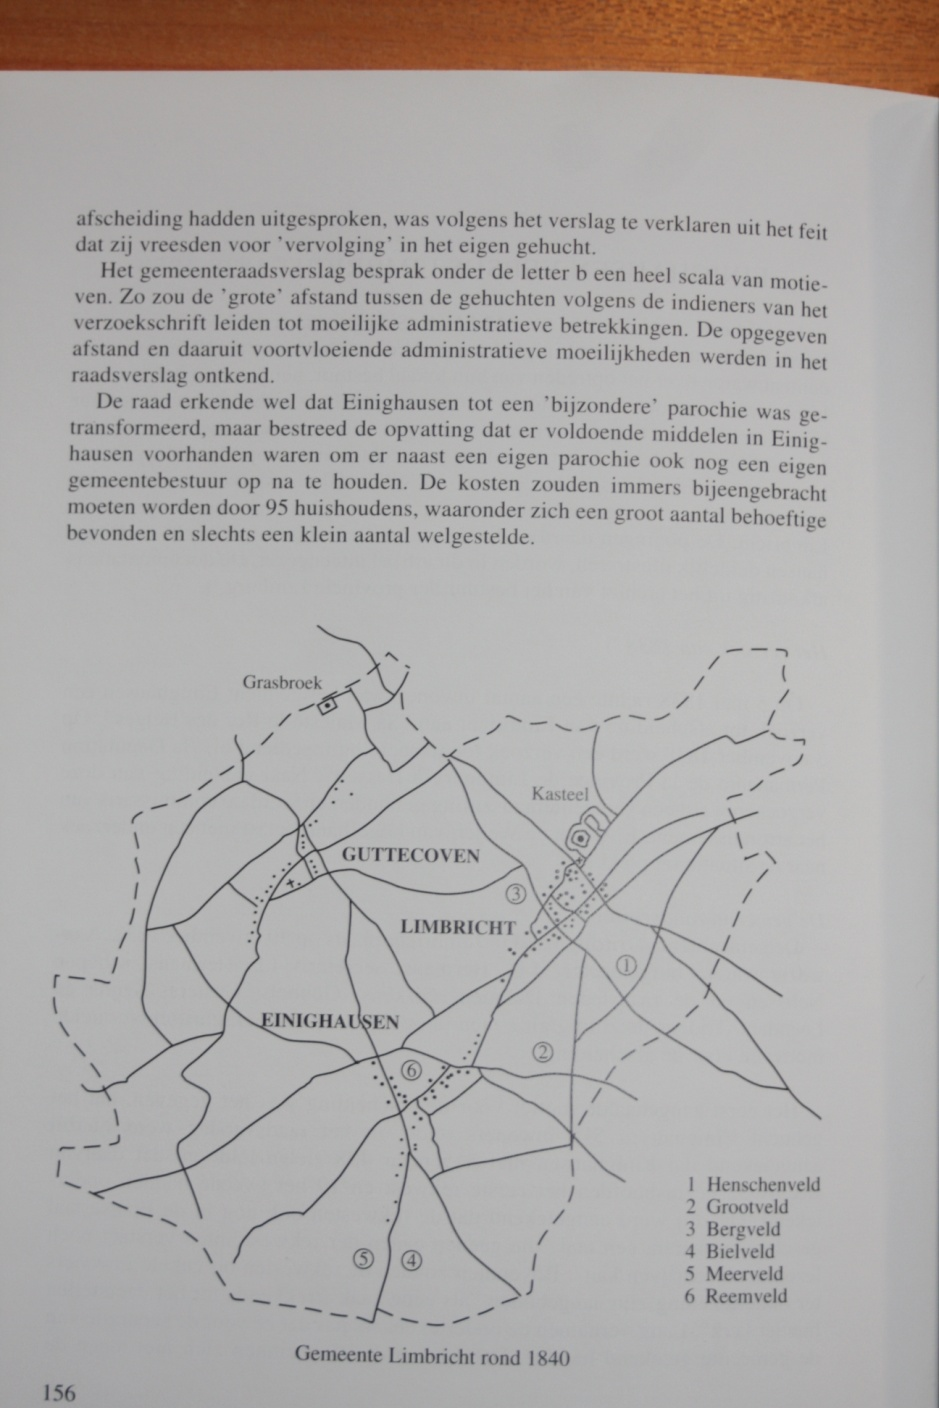 afscheiding hadden uitgesproken, was volgens het verslag te verklaren uit het feit
dat zij vreesden voor 'vervolging' in het eigen gehucht.
Het gemeenteraadsverslag besprak onder de letter b een heel scala van motie-
ven. Zo zou de 'grote' afstand tussen de gehuchten volgens de indieners van het
verzoekschrift leiden tot moeilijke administratieve betrekkingen. De opgegeven
afstand en daaruit voortvloeiende administratieve moeilijkheden werden in het
raadsverslag ontkend.
De raad erkende wel dat Einighausen tot een 'bijzondere' parochie was ge-
transformeerd, maar bestreed de opvatting dat er voldoende middelen in Einig-
hausen voorhanden waren om er naast een eigen parochie ook nog een eigen
gemeentebestuur op na te houden. De kosten zouden immers bijeengebracht
moeten worden door 95 huishoudens, waaronder zich een groot aantal behoeftige
bevonden en slechts een klein aantal welgestelde.
Grasbroek
Kasteel
GUTTECOVEN
3
LIMBRICHT
1
EINIGHAUSEN
2
6
5
4
1 Henschenveld
2 Grootveld
3 Bergveld
4 Bielveld
5 Meerveld
6 Reemveld
Gemeente Limbricht rond 1840
156